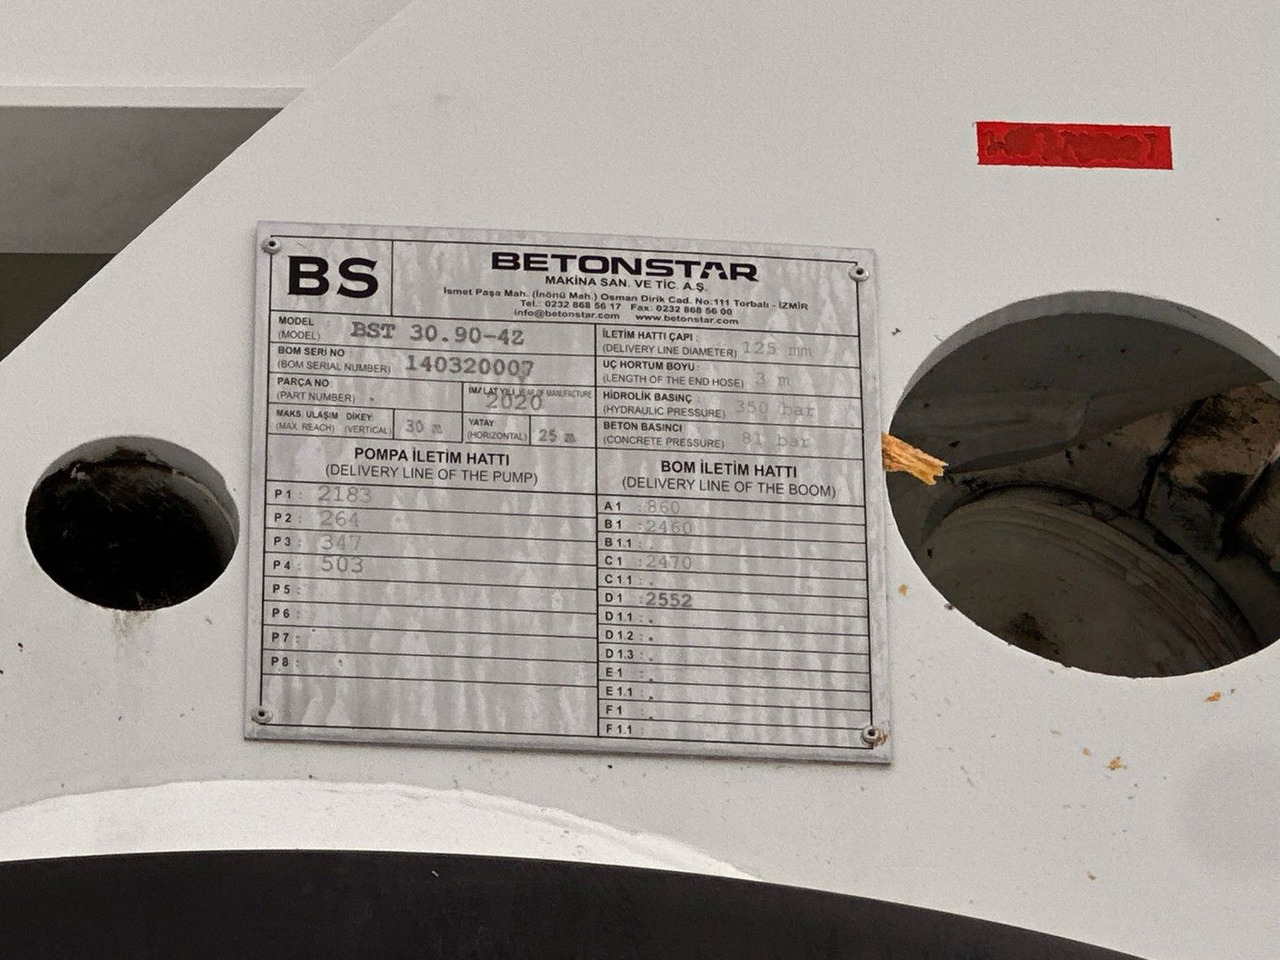 BS
BETONSTAR
MAKİNA SAN. VE TİC. A.Ş.
İsmet Paşa Mah. (İnönü Mah.) Osman Dirik Cad. No:111 Torbalı - İZMİR
Tel.: 0232 868 56 17 Fax: 0232 868 56 00
info@betonstar.com www.betonstar.com
MODEL :
(MODEL) BST 30.90-4Z
BOM SERİ NO :
(BOM SERIAL NUMBER) 140320007
PARÇA NO:
(PART NUMBER)
İMALAT YILI YEAR OF MANUFACTURE
2020
MAKS. ULAŞIM DİKEY:
(MAX. REACH) (VERTICAL) 30 m
YATAY
(HORIZONTAL) 25 m
İLETİM HATTI ÇAPI :
(DELIVERY LINE DIAMETER) 125 mm
UÇ HORTUM BOYU:
(LENGTH OF THE END HOSE) 3 m
HİDROLİK BASINÇ :
(HYDRAULIC PRESSURE) 350 bar
BETON BASINCI
(CONCRETE PRESSURE) 81 bar
POMPA İLETİM HATTI
(DELIVERY LINE OF THE PUMP)
P1 : 2183
P2 : 264
P3 : 347
P4 : 503
P5 :
P6 :
P7 :
P8 :
BOM İLETİM HATTI
(DELIVERY LINE OF THE BOOM)
A1 : 860
B1 : 2460
B1.1 :
C1 : 2470
C1.1 :
D1 : 2552
D1.1 :
D1.2 :
D1.3 :
E1 :
E1.1 :
F1 :
F1.1 :